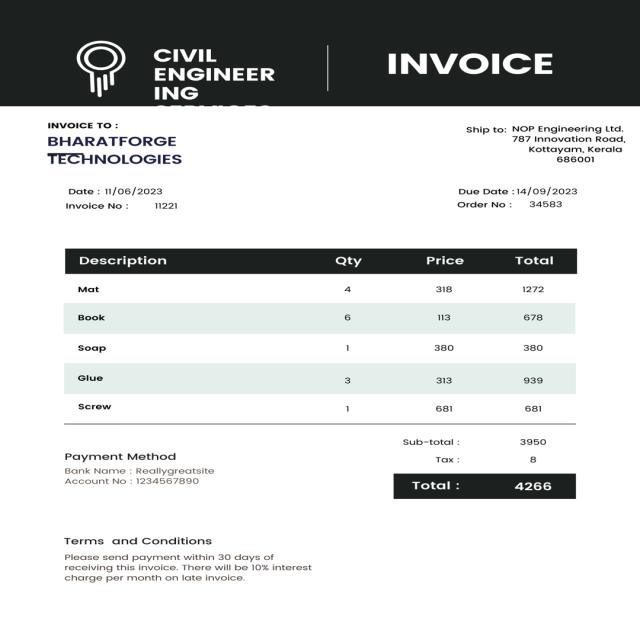 CIVIL
ENGINEER
ING
SERVICES
INVOICE
INVOICE TO :
BHARATFORGE
TECHNOLOGIES
Ship to: NOP Engineering Ltd.
787 Innovation Road,
Kottayam, Kerala
686001
Date : 11/06/2023
Due Date : 14/09/2023
Invoice No : 11221
Order No : 34583
Description Qty Price Total
Mat 4 318 1272
Book 6 113 678
Soap 1 380 380
Glue 3 313 939
Screw 1 681 681
Sub-total : 3950
Tax : 8
Total : 4266
Payment Method
Bank Name : Reallygreatsite
Account No : 1234567890
Terms and Conditions
Please send payment within 30 days of
receiving this invoice. There will be 10% interest
charge per month on late invoice.